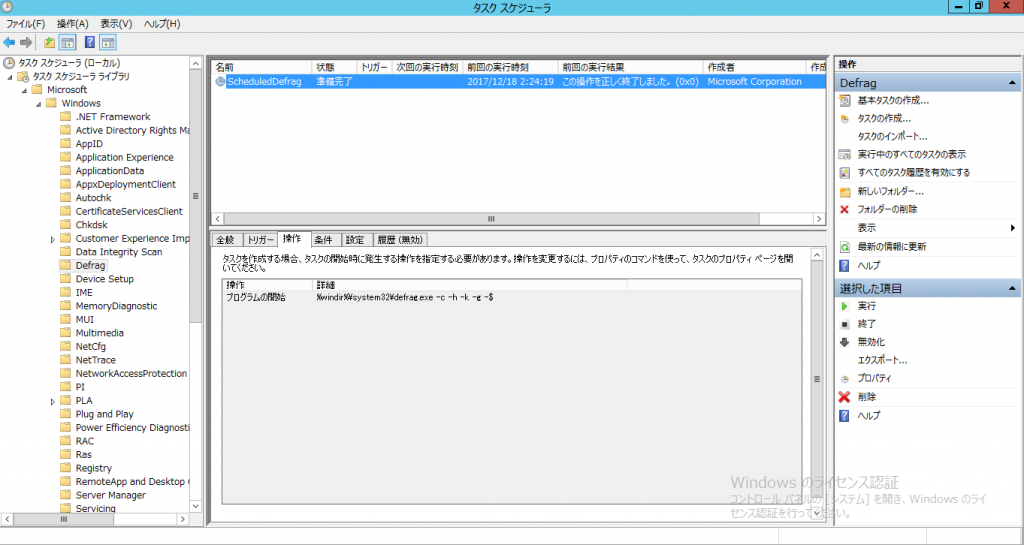 タスク スケジューラ
ファイル(F) 操作(A) 表示(V) ヘルプ(H)
タスク スケジューラ (ローカル)
タスク スケジューラ ライブラリ
Microsoft
Windows
.NET Framework
Active Directory Rights Ma
AppID
Application Experience
ApplicationData
AppxDeploymentClient
Autochk
CertificateServicesClient
Chkdsk
Customer Experience Imp
Data Integrity Scan
Defrag
Device Setup
IME
MemoryDiagnostic
MUI
Multimedia
NetCfg
NetTrace
NetworkAccessProtection
PI
PLA
Plug and Play
Power Efficiency Diagnosti
RAC
Ras
Registry
RemoteApp and Desktop
Server Manager
Servicing
名前 状態 トリガー 次回の実行時刻 前回の実行時刻 前回の実行結果 作成者 作成
ScheduledDefrag 準備完了 2017/12/18 2:24:19 この操作を正しく終了しました。 (0x0) Microsoft Corporation
全般 トリガー 操作 条件 設定 履歴 (無効)
タスクを作成する場合、タスクの開始時に発生する操作を指定する必要があります。操作を変更するには、プロパティのコマンドを使って、タスクのプロパティ ページを開
いてください。
操作 詳細
プログラムの開始 %windir%¥system32¥defrag.exe -c -h -k -g -$
操作
Defrag
基本タスクの作成...
タスクの作成...
タスクのインポート...
実行中のすべてのタスクの表示
すべてのタスク履歴を有効にする
新しいフォルダー...
フォルダーの削除
表示
最新の情報に更新
ヘルプ
選択した項目
実行
終了
無効化
エクスポート...
プロパティ
削除
ヘルプ
Windows のライセンス認証
コントロール パネルの [システム] を開き、Windows のライ
センス認証を行ってください。